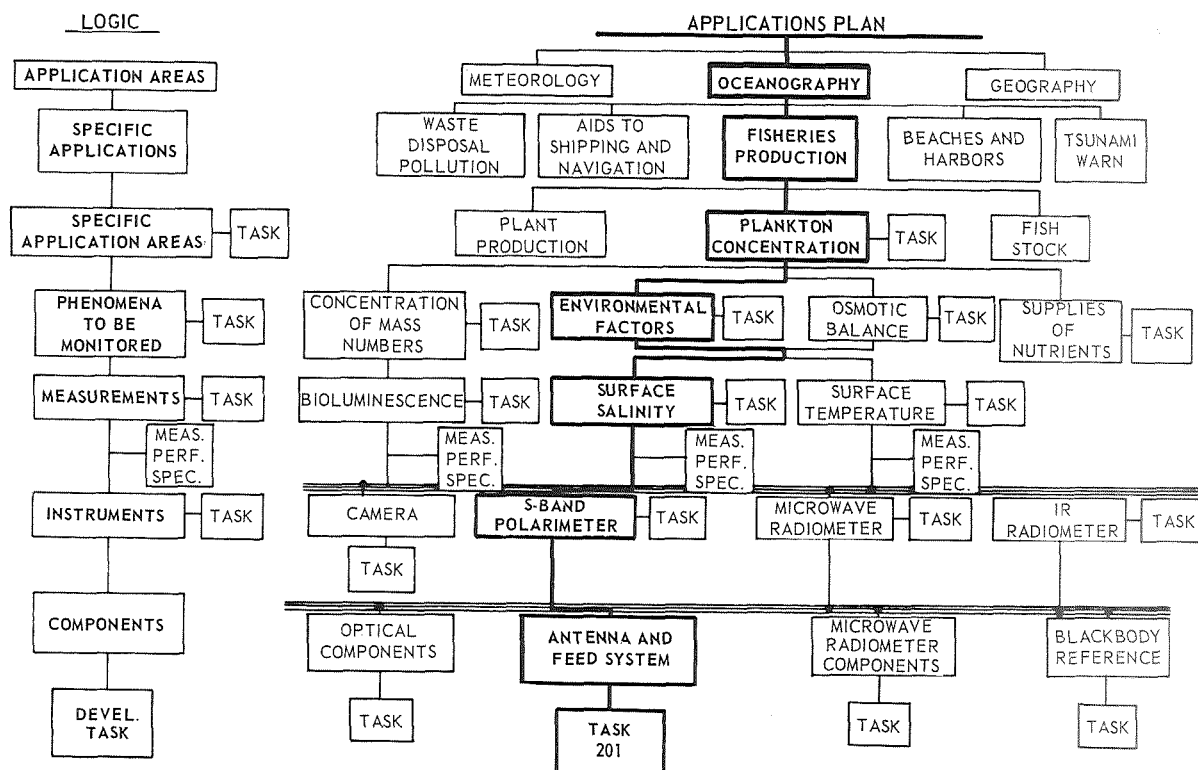 LOGIC
APPLICATIONS PLAN
APPLICATION AREAS
METEOROLOGY
OCEANOGRAPHY
GEOGRAPHY
SPECIFIC
APPLICATIONS
WASTE
DISPOSAL
POLLUTION
AIDS TO
SHIPPING AND
NAVIGATION
FISHERIES
PRODUCTION
BEACHES AND
HARBORS
TSUNAMI
WARN
SPECIFIC
APPLICATION AREAS
TASK
PLANT
PRODUCTION
PLANKTON
CONCENTRATION
TASK
FISH
STOCK
PHENOMENA
TO BE
MONITORED
TASK
CONCENTRATION
OF MASS
NUMBERS
TASK
ENVIRONMENTAL
FACTORS
TASK
OSMOTIC
BALANCE
TASK
SUPPLIES
OF
NUTRIENTS
TASK
MEASUREMENTS
TASK
BIOLUMINESCENCE
TASK
SURFACE
SALINITY
TASK
SURFACE
TEMPERATURE
TASK
MEAS.
PERF.
SPEC.
MEAS.
PERF.
SPEC.
MEAS.
PERF.
SPEC.
MEAS.
PERF.
SPEC.
INSTRUMENTS
TASK
CAMERA
TASK
S-BAND
POLARIMETER
TASK
MICROWAVE
RADIOMETER
TASK
IR
RADIOMETER
TASK
COMPONENTS
OPTICAL
COMPONENTS
ANTENNA AND
FEED SYSTEM
MICROWAVE
RADIOMETER
COMPONENTS
BLACKBODY
REFERENCE
DEVEL.
TASK
TASK
TASK
201
TASK
TASK